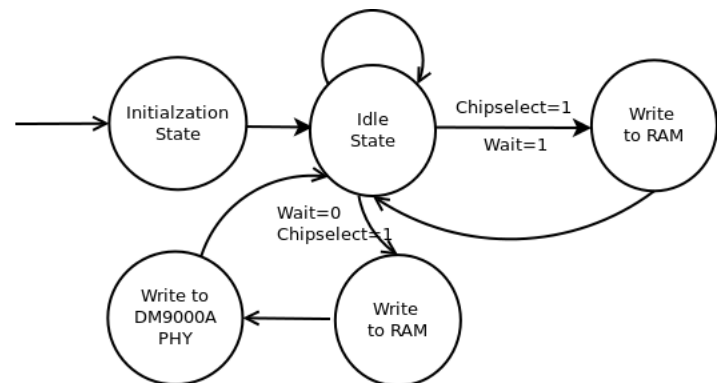 Initialzation
State
Idle
State
Chipselect=1
Wait=1
Write
to RAM
Wait=0
Chipselect=1
Write to
DM9000A
PHY
Write
to RAM